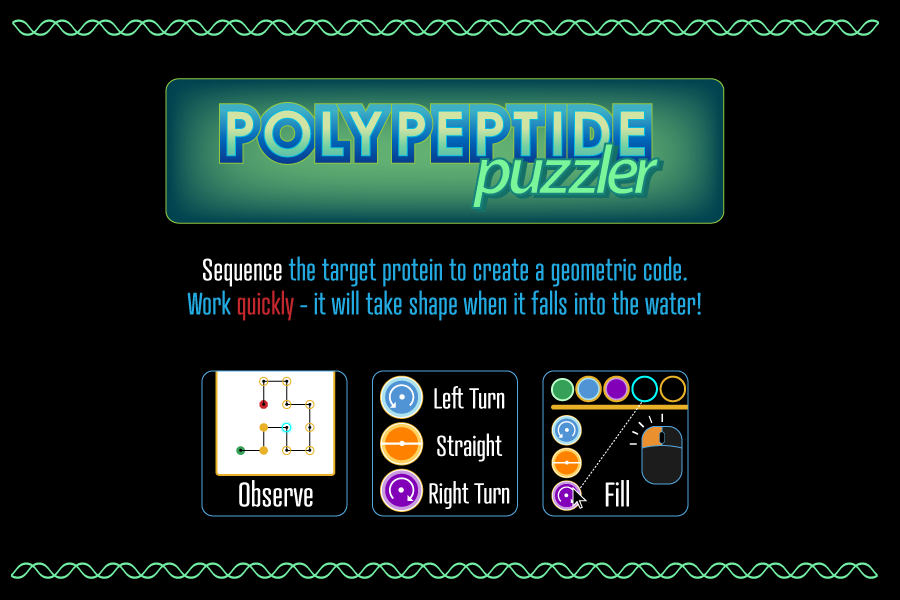 POLYPEPTIDE
puzzler
Sequence the target protein to create a geometric code.
Work quickly - it will take shape when it falls into the water!
Observe
Left Turn
Straight
Right Turn
Fill